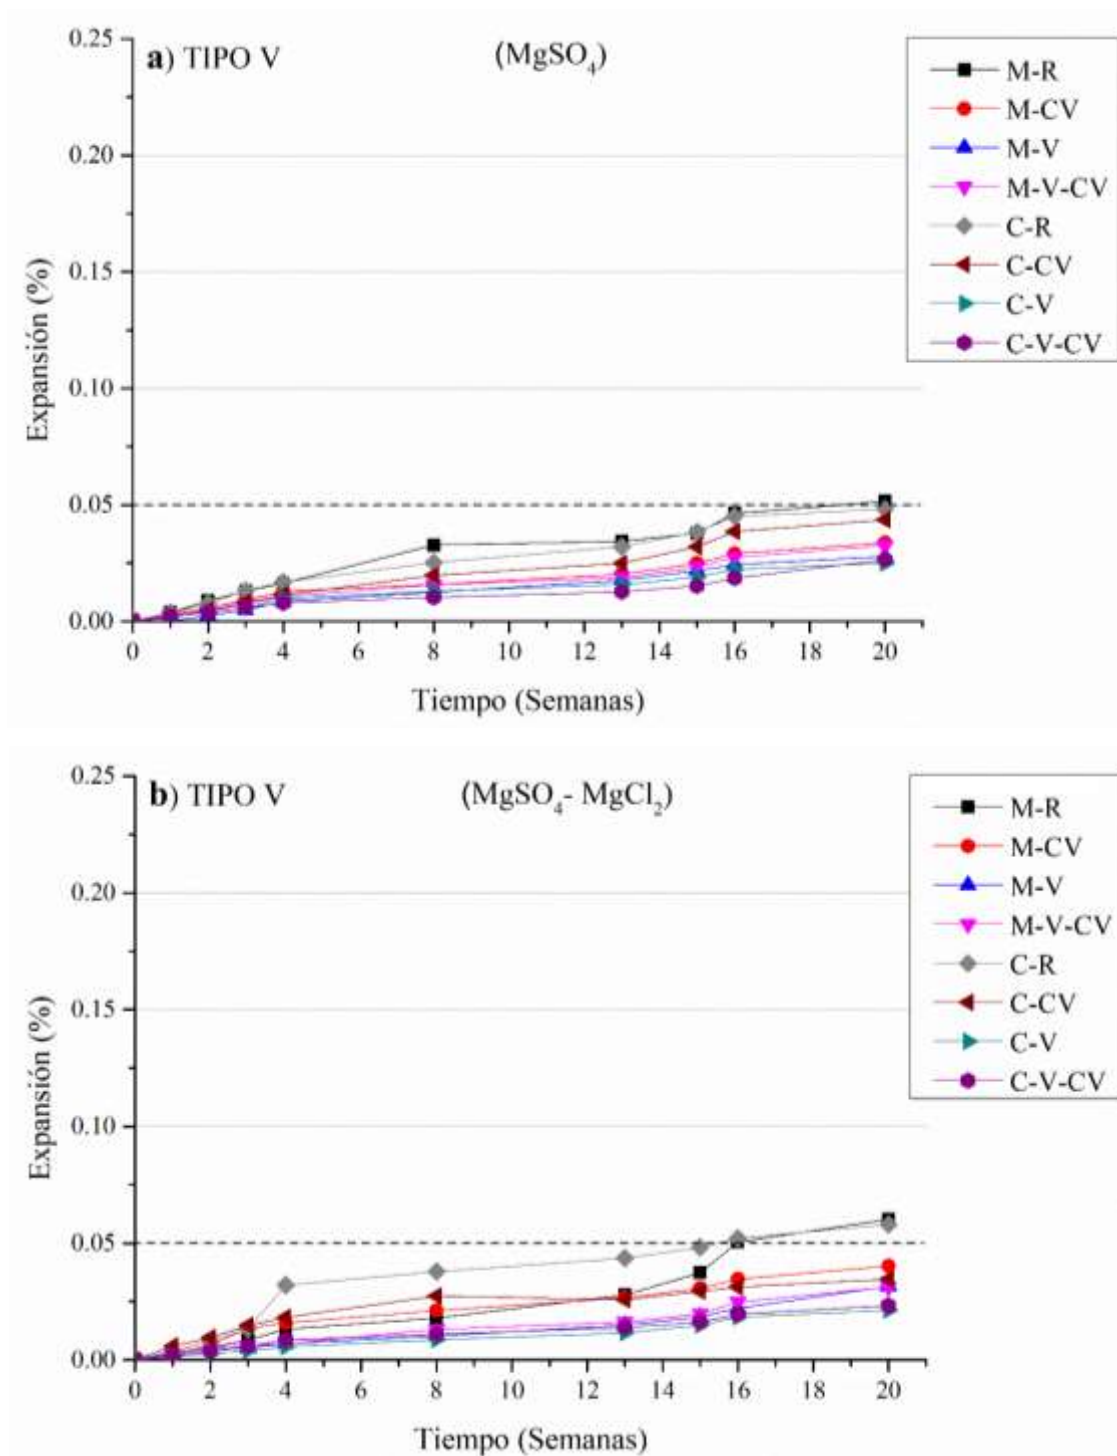 a) TIPO V (MgSO₄)
0.25
0.20
0.15
0.10
0.05
0.00
Expansión (%)
0 2 4 6 8 10 12 14 16 18 20
Tiempo (Semanas)
M-R
M-CV
M-V
M-V-CV
C-R
C-CV
C-V
C-V-CV
b) TIPO V (MgSO₄- MgCl₂)
0.25
0.20
0.15
0.10
0.05
0.00
Expansión (%)
0 2 4 6 8 10 12 14 16 18 20
Tiempo (Semanas)
M-R
M-CV
M-V
M-V-CV
C-R
C-CV
C-V
C-V-CV